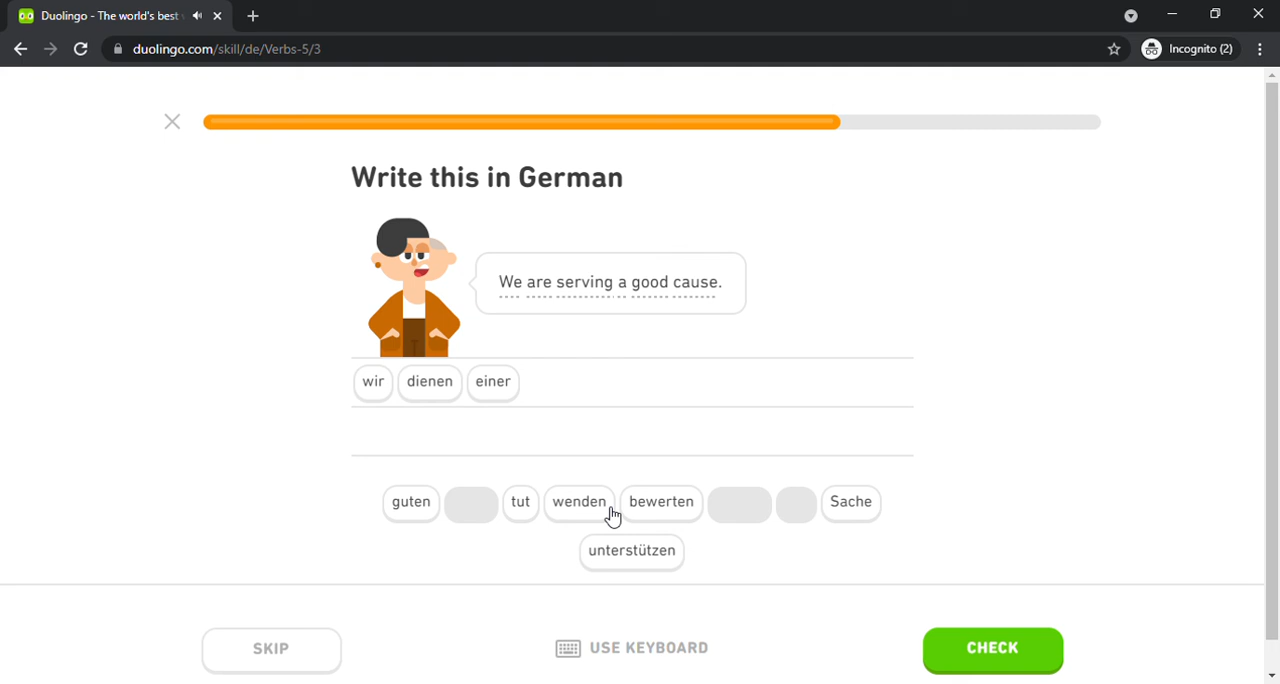 Duolingo - The world's best
duolingo.com/skill/de/Verbs-5/3
Incognito (2)
Write this in German
We are serving a good cause.
wir dienen einer
guten tut wenden bewerten Sache
unterstützen
SKIP USE KEYBOARD CHECK